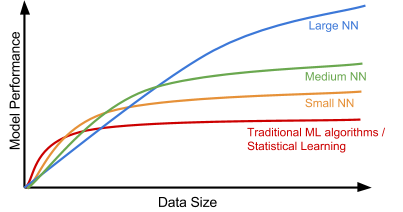 Large NN
Model Performance
Medium NN
Small NN
Traditional ML algorithms /
Statistical Learning
Data Size